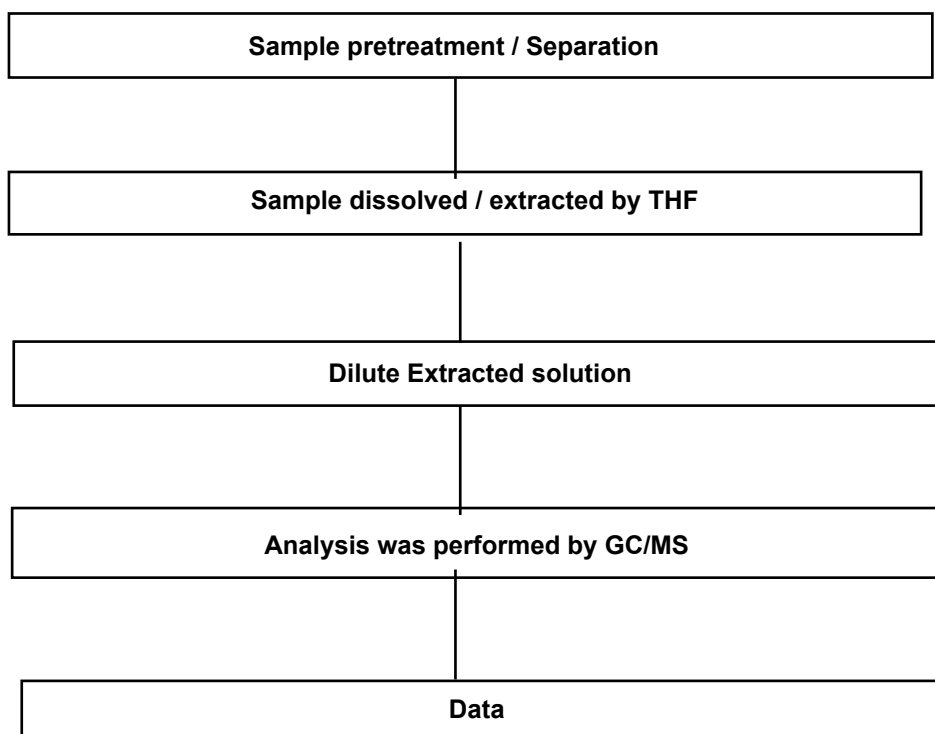 Sample pretreatment / Separation
Sample dissolved / extracted by THF
Dilute Extracted solution
Analysis was performed by GC/MS
Data